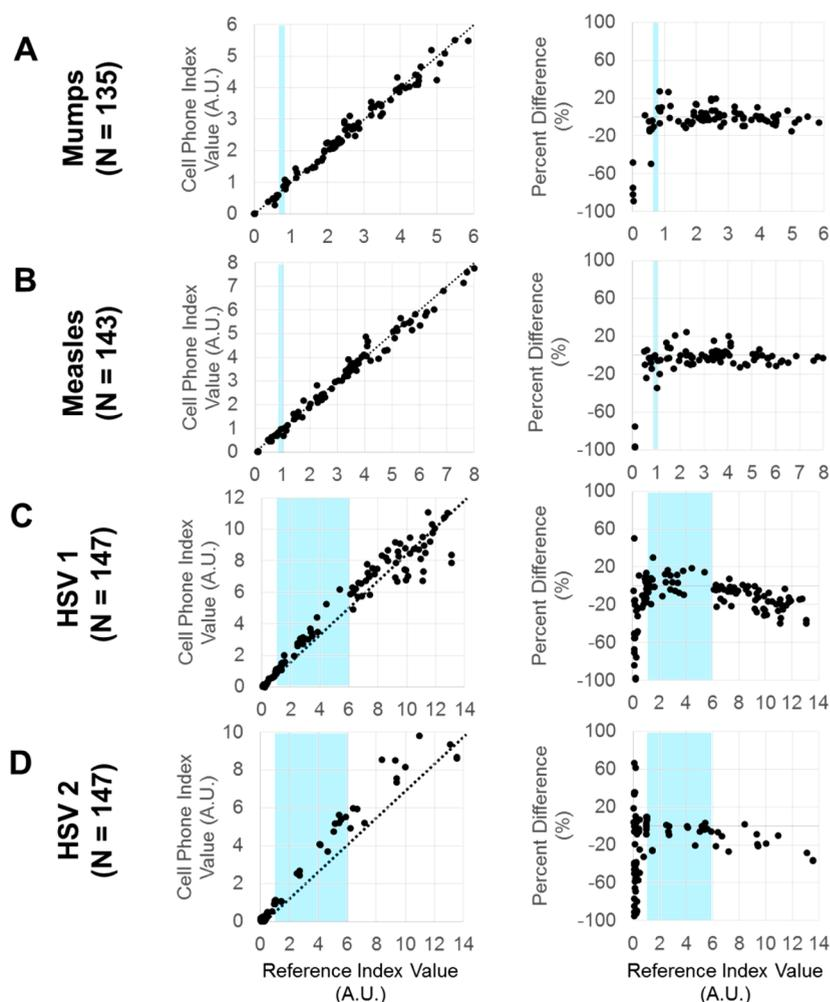 A
Mumps
(N = 135)
Cell Phone Index
Value (A.U.)
6
5
4
3
2
1
0
0 1 2 3 4 5 6
Percent Difference
(%)
100
60
20
-20
-60
-100
0 1 2 3 4 5 6
B
Measles
(N = 143)
Cell Phone Index
Value (A.U.)
8
7
6
5
4
3
2
1
0
0 1 2 3 4 5 6 7 8
Percent Difference
(%)
100
60
20
-20
-60
-100
0 1 2 3 4 5 6 7 8
C
HSV 1
(N = 147)
Cell Phone Index
Value (A.U.)
12
10
8
6
4
2
0
0 2 4 6 8 10 12 14
Percent Difference
(%)
100
60
20
-20
-60
-100
0 2 4 6 8 10 12 14
D
HSV 2
(N = 147)
Cell Phone Index
Value (A.U.)
10
8
6
4
2
0
0 2 4 6 8 10 12 14
Reference Index Value
(A.U.)
Percent Difference
(%)
100
60
20
-20
-60
-100
0 2 4 6 8 10 12 14
Reference Index Value
(A.U.)